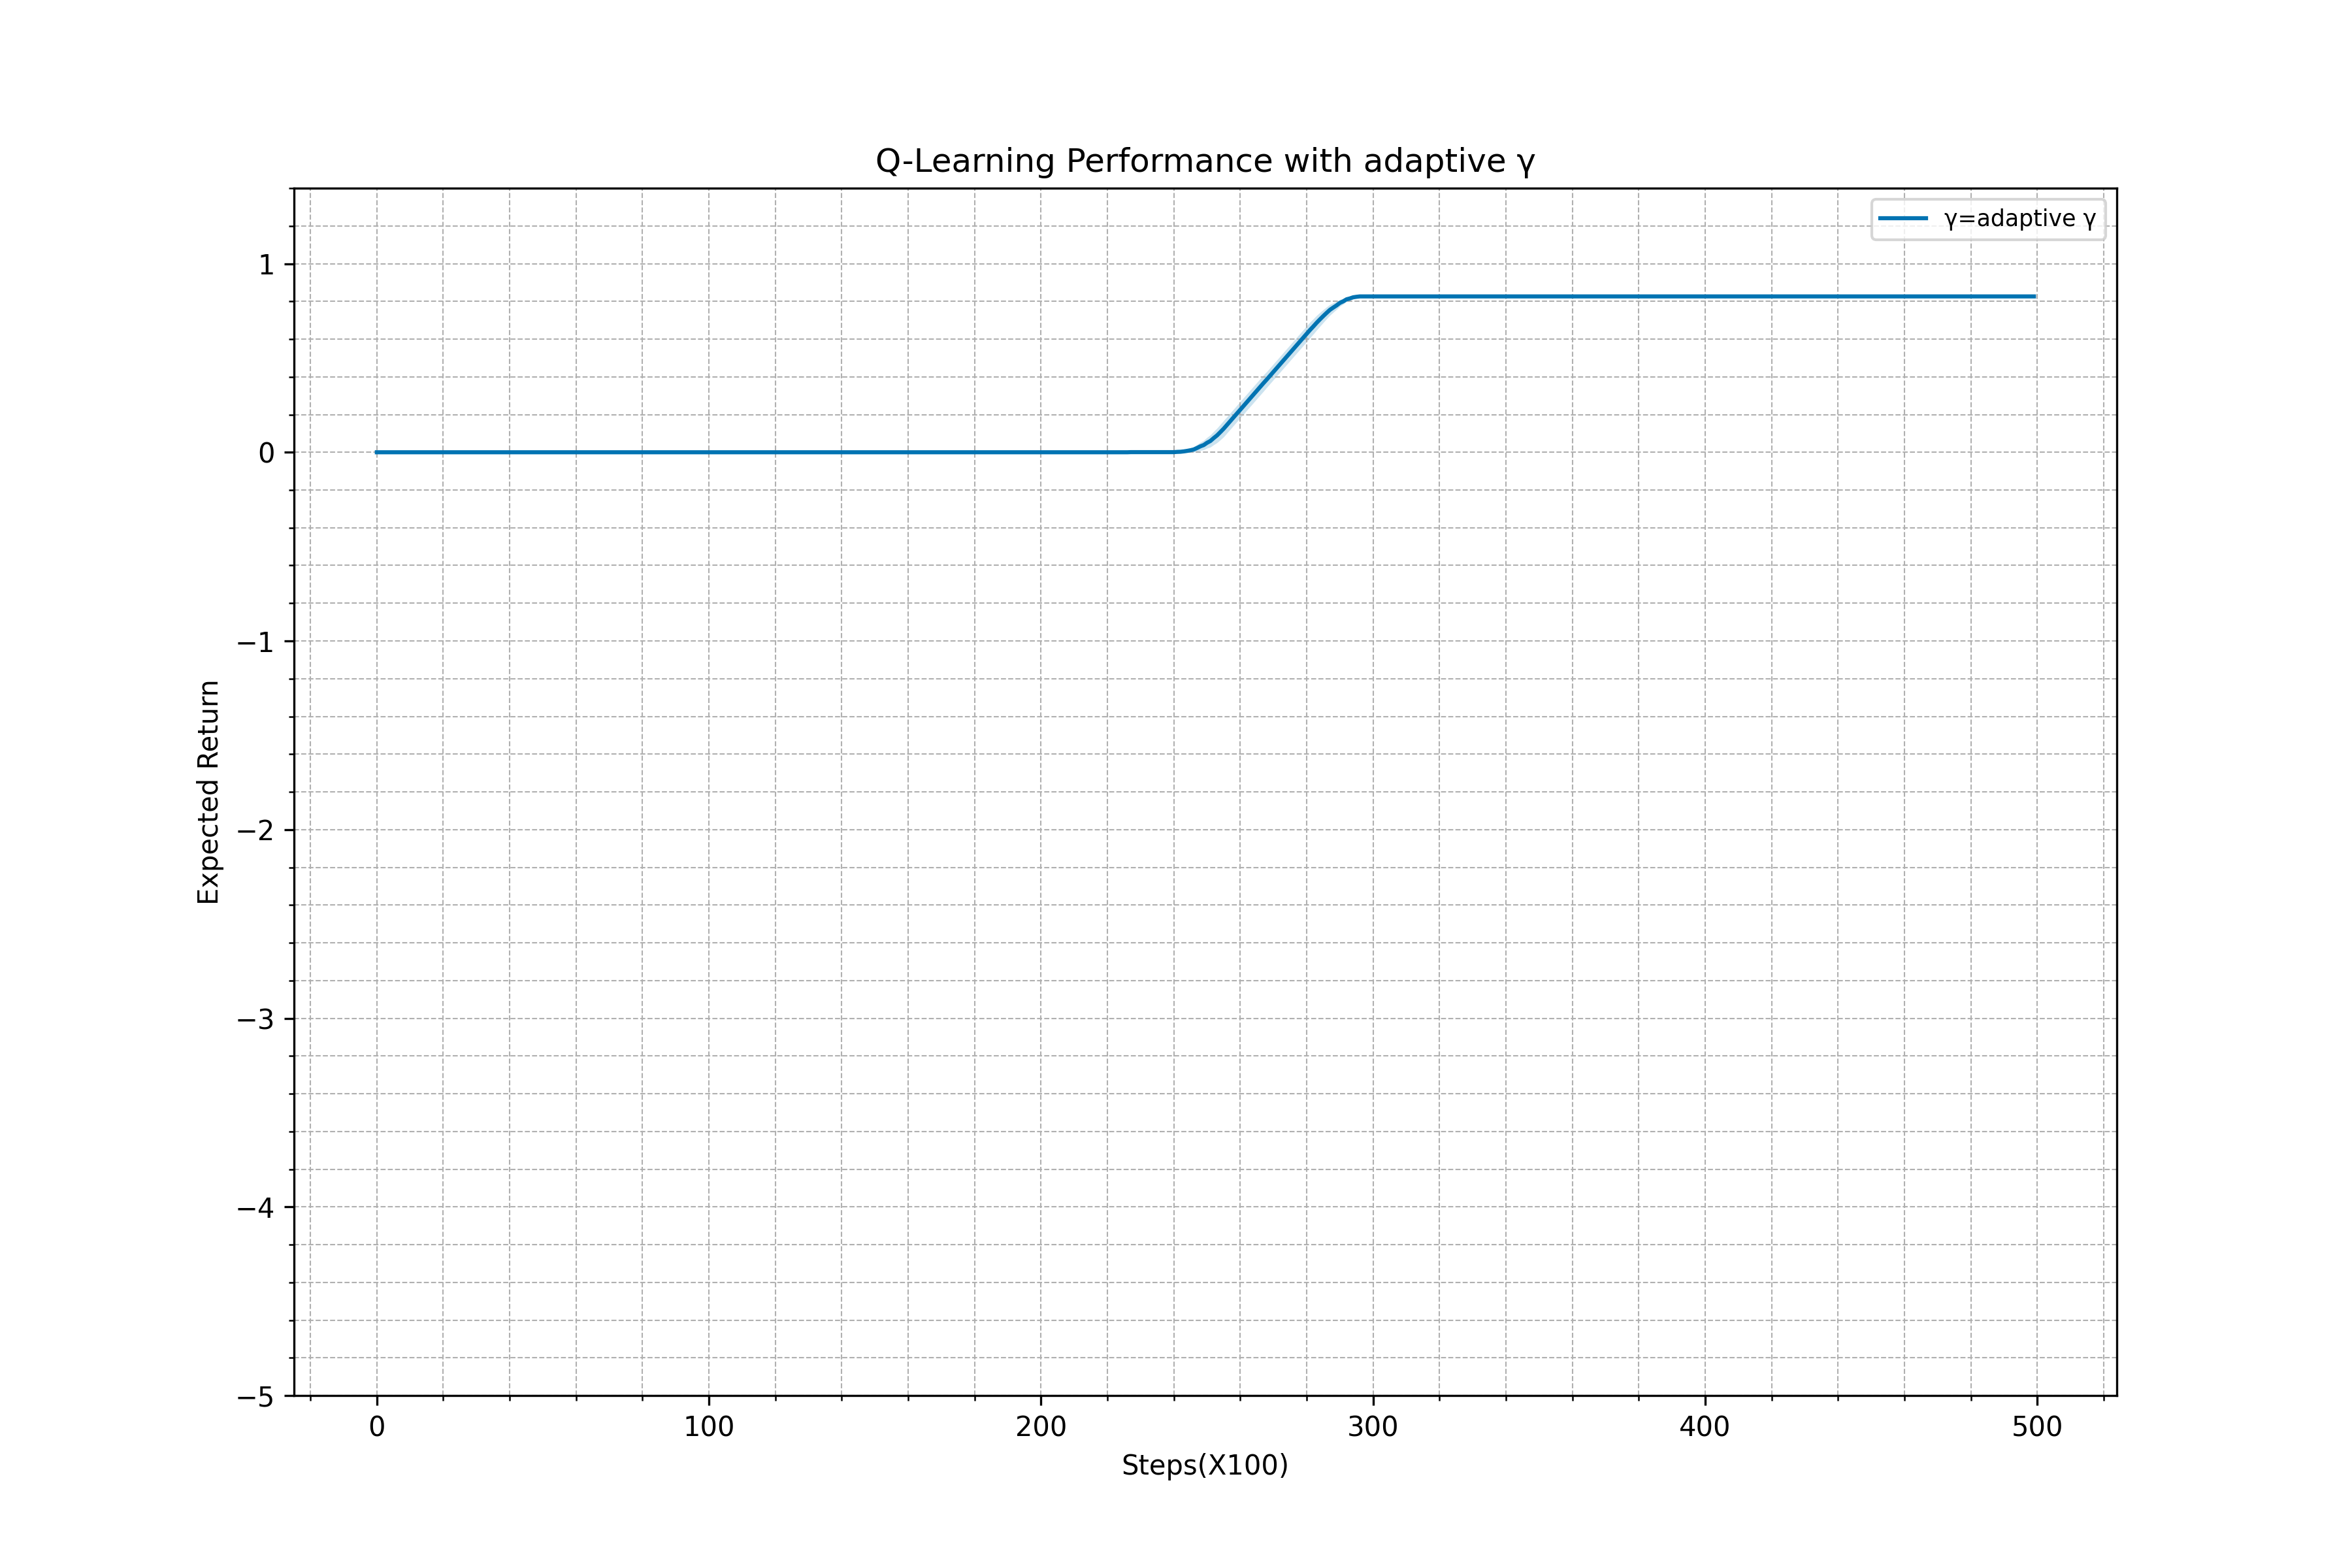 Q-Learning Performance with adaptive γ
γ=adaptive γ
1
0
−1
−2
−3
−4
−5
Expected Return
0 100 200 300 400 500
Steps(X100)